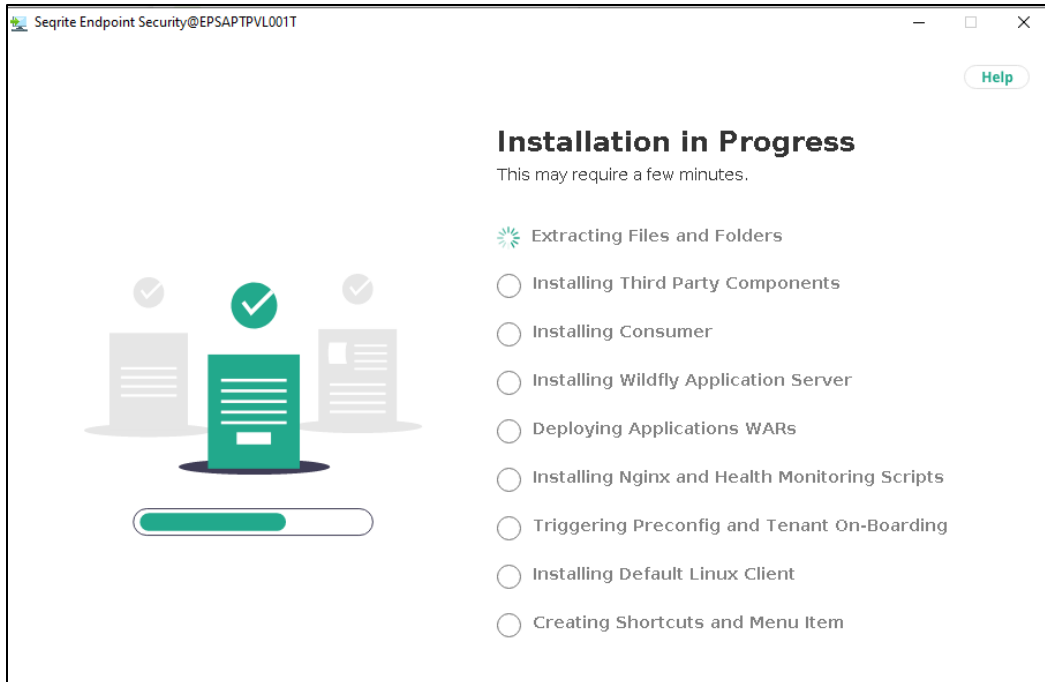 Seqrite Endpoint Security@EPSAPTPVL001T
Help
Installation in Progress
This may require a few minutes.
Extracting Files and Folders
Installing Third Party Components
Installing Consumer
Installing Wildfly Application Server
Deploying Applications WARs
Installing Nginx and Health Monitoring Scripts
Triggering Preconfig and Tenant On-Boarding
Installing Default Linux Client
Creating Shortcuts and Menu Item